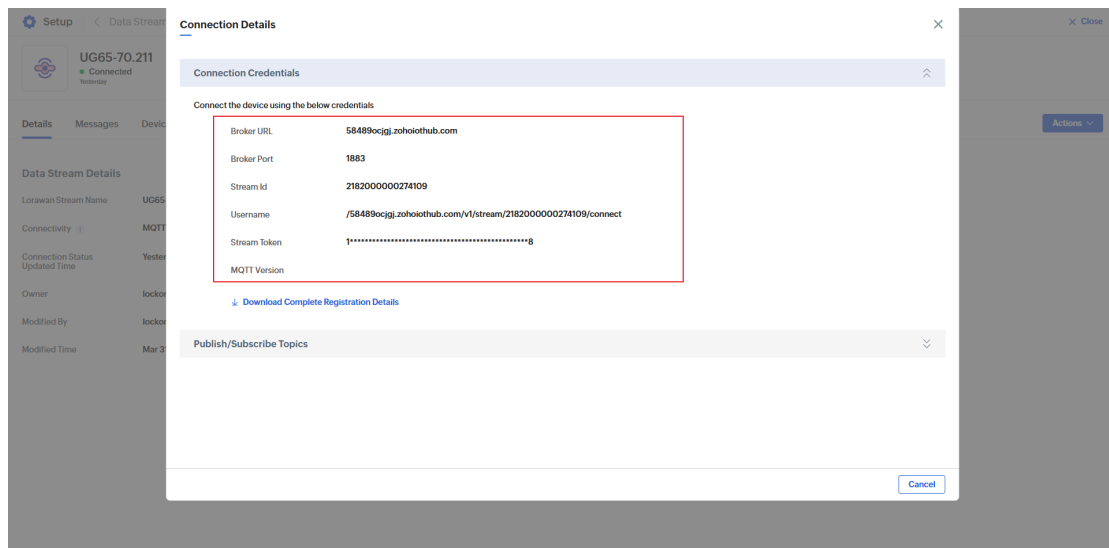 Setup
Data Stream
Close
UG65-70.211
Connected
Yesterday
Details
Messages
Devic
Actions
Data Stream Details
Lorawan Stream Name
UG65-
Connectivity
MQTT
Connection Status
Updated Time
Yester
Owner
lockor
Modified By
lockor
Modified Time
Mar 3
Connection Details
Connection Credentials
Connect the device using the below credentials
Broker URL 58489ocjgj.zohoiothub.com
Broker Port 1883
Stream Id 2182000000274109
Username /58489ocjgj.zohoiothub.com/v1/stream/2182000000274109/connect
Stream Token 1**********************************************8
MQTT Version
Download Complete Registration Details
Publish/Subscribe Topics
Cancel